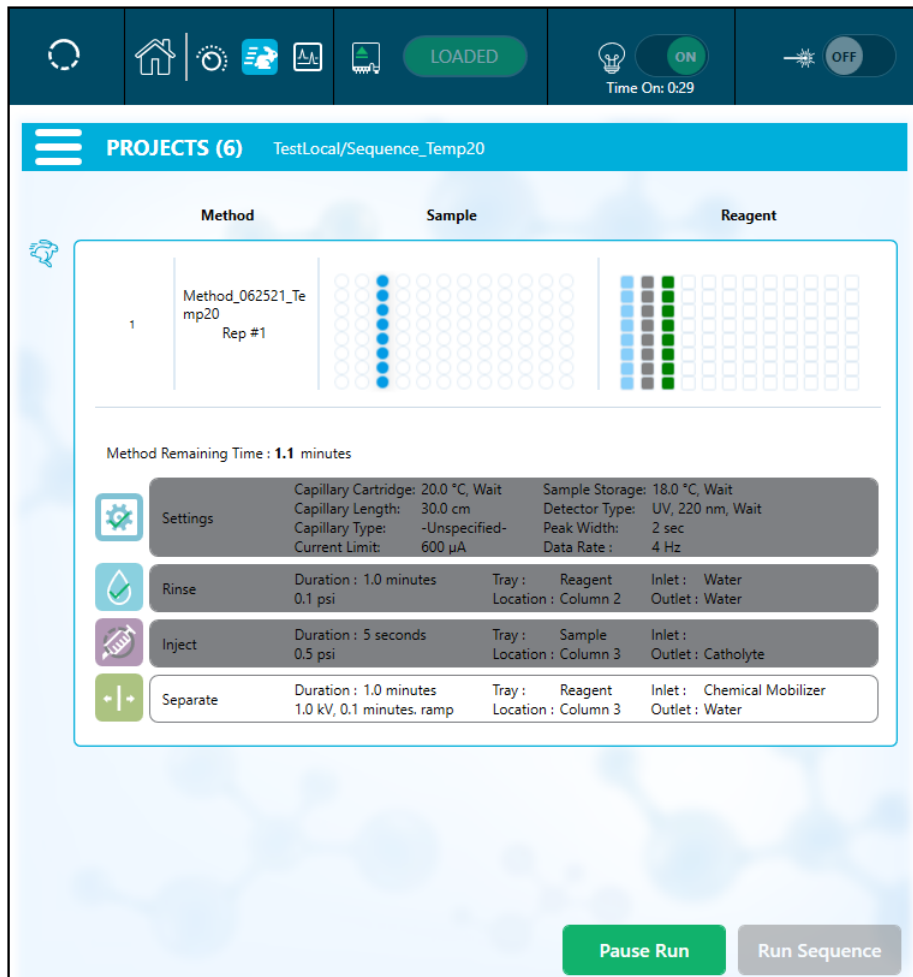 LOADED
ON
OFF
Time On: 0:29
PROJECTS (6) TestLocal/Sequence_Temp20
Method Sample Reagent
1
Method_062521_Te
mp20
Rep #1
Method Remaining Time : 1.1 minutes
Settings
Capillary Cartridge: 20.0 °C, Wait Sample Storage: 18.0 °C, Wait
Capillary Length: 30.0 cm Detector Type: UV, 220 nm, Wait
Capillary Type: -Unspecified- Peak Width: 2 sec
Current Limit: 600 µA Data Rate : 4 Hz
Rinse
Duration : 1.0 minutes Tray : Reagent Inlet : Water
0.1 psi Location : Column 2 Outlet : Water
Inject
Duration : 5 seconds Tray : Sample Inlet :
0.5 psi Location : Column 3 Outlet : Catholyte
Separate
Duration : 1.0 minutes Tray : Reagent Inlet : Chemical Mobilizer
1.0 kV, 0.1 minutes. ramp Location : Column 3 Outlet : Water
Pause Run Run Sequence